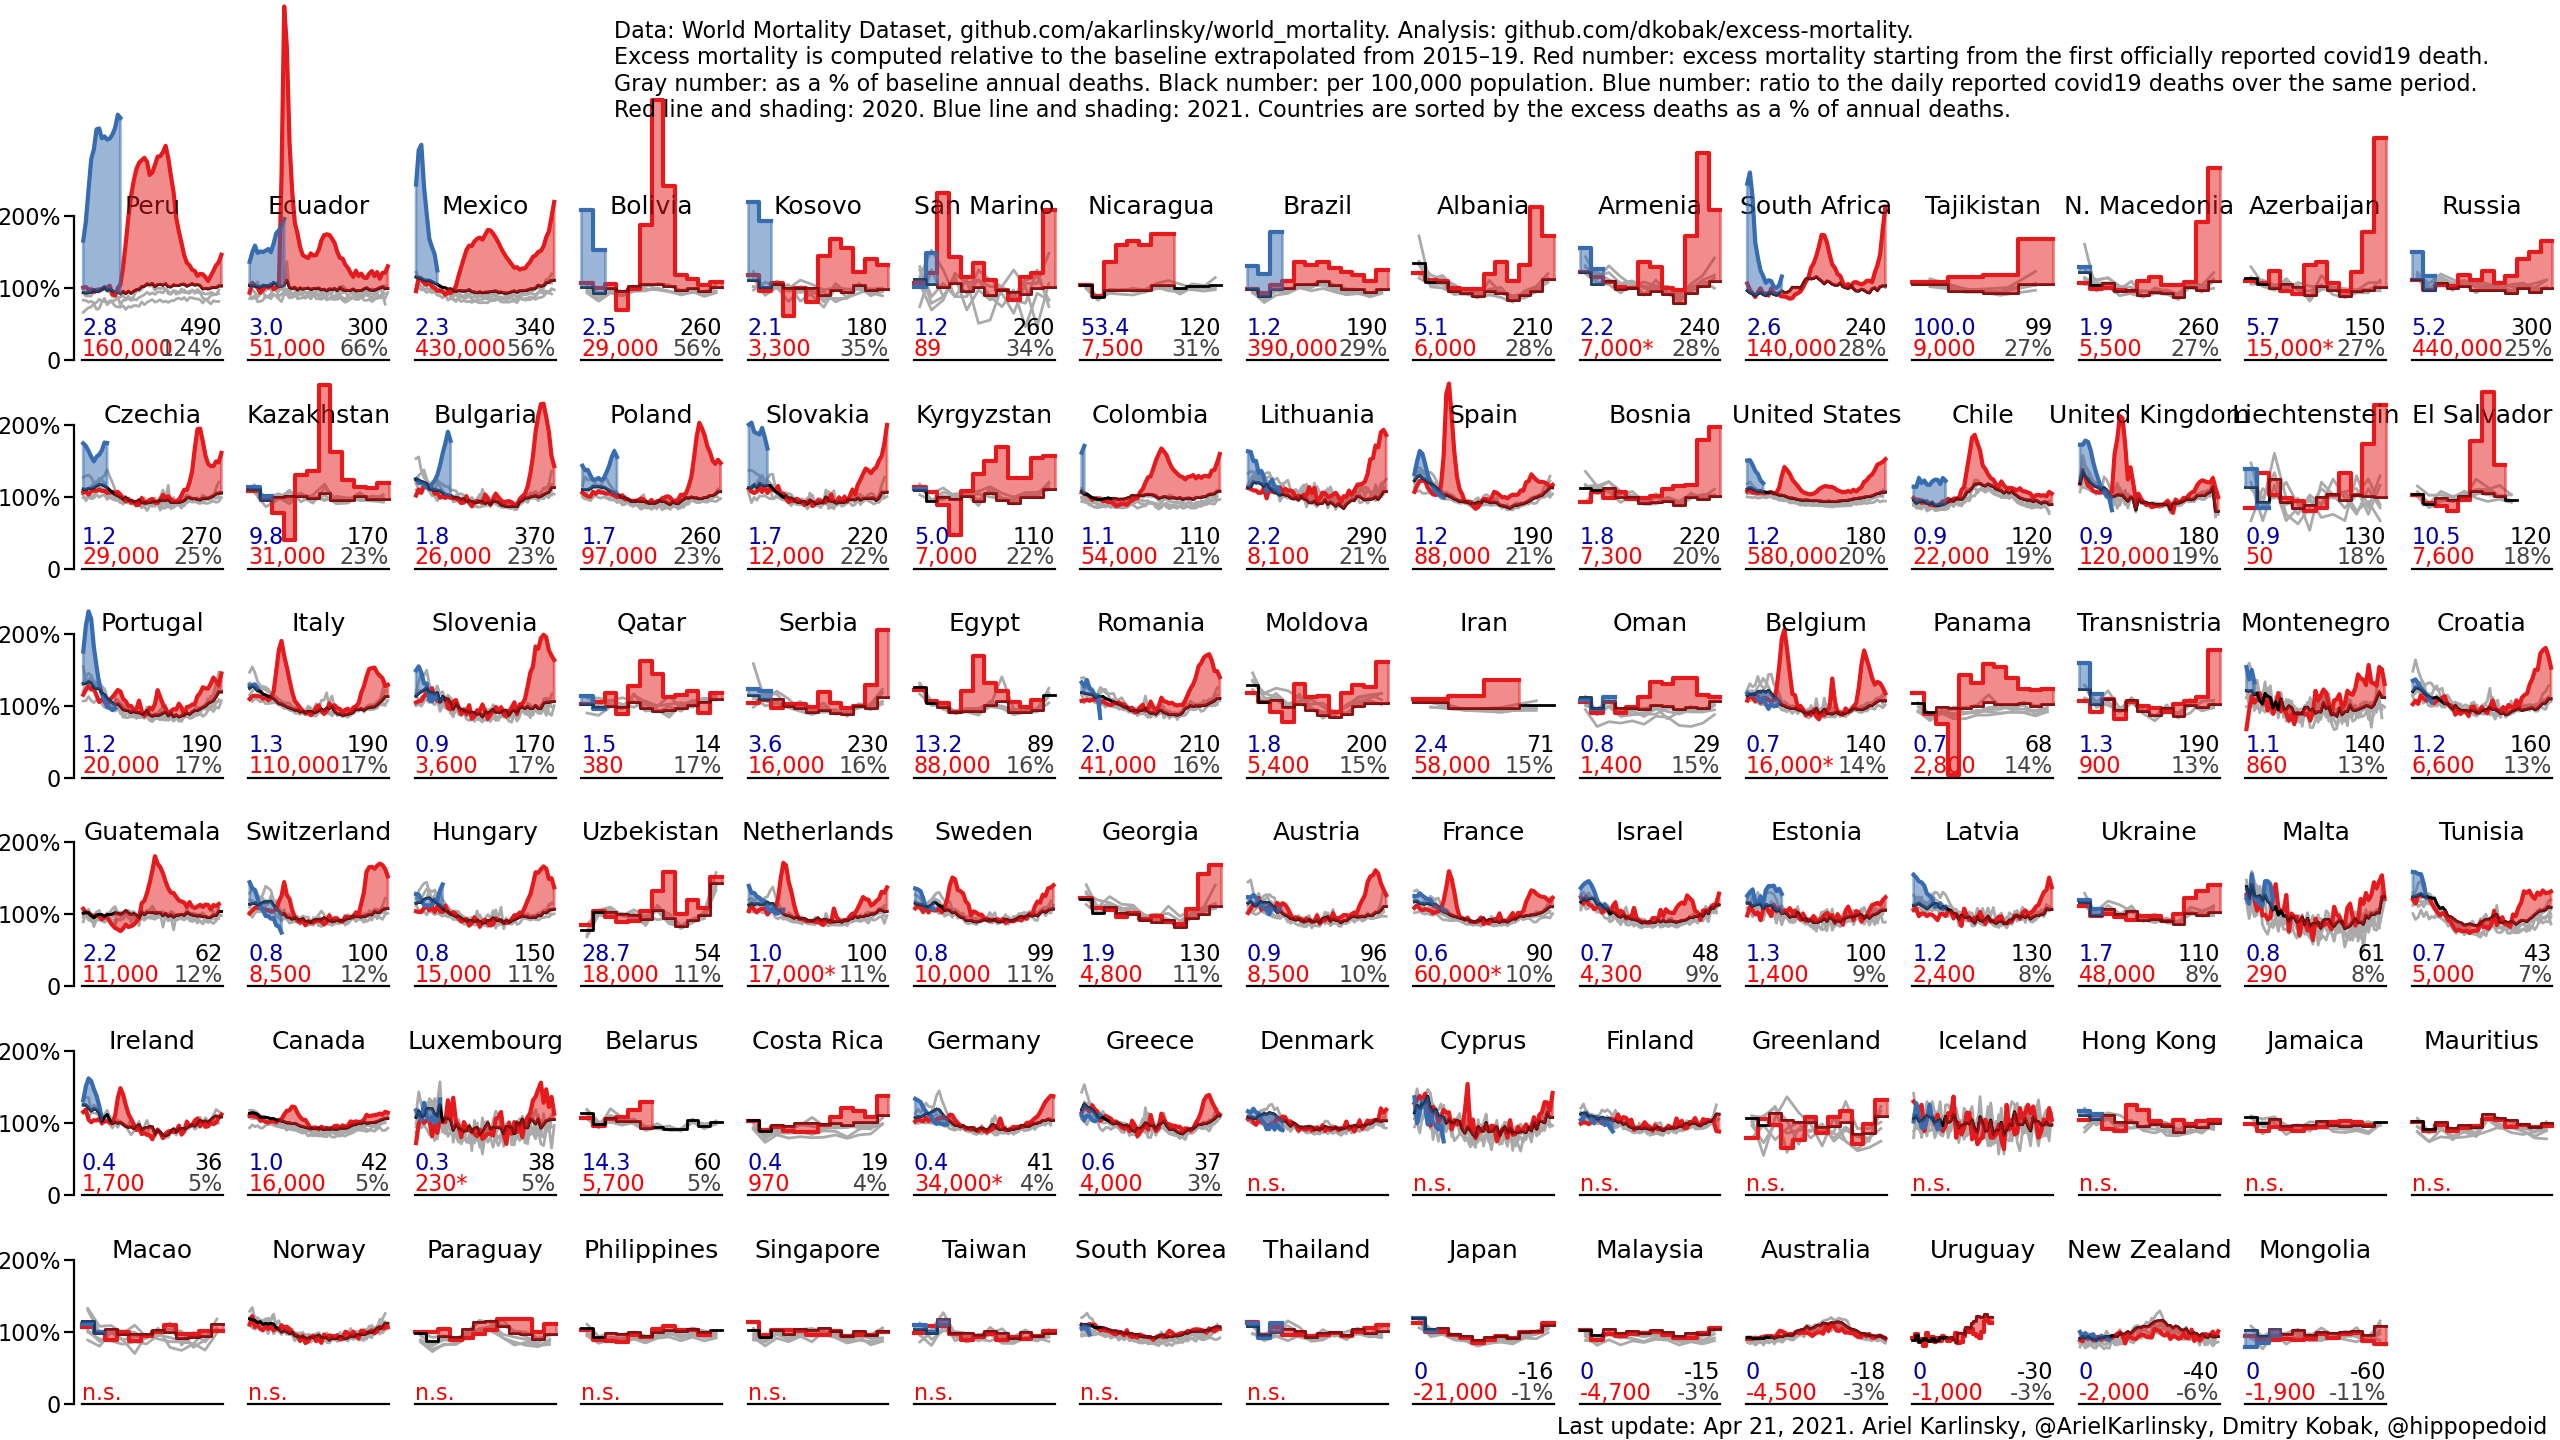 Data: World Mortality Dataset, github.com/akarlinsky/world_mortality. Analysis: github.com/dkobak/excess-mortality.
Excess mortality is computed relative to the baseline extrapolated from 2015–19. Red number: excess mortality starting from the first officially reported covid19 death.
Gray number: as a % of baseline annual deaths. Black number: per 100,000 population. Blue number: ratio to the daily reported covid19 deaths over the same period.
Red line and shading: 2020. Blue line and shading: 2021. Countries are sorted by the excess deaths as a % of annual deaths.
Peru Ecuador Mexico Bolivia Kosovo San Marino Nicaragua Brazil Albania Armenia South Africa Tajikistan N. Macedonia Azerbaijan Russia
200%
100%
2.8 490 3.0 300 2.3 340 2.5 260 2.1 180 1.2 260 53.4 120 1.2 190 5.1 210 2.2 240 2.6 240 100.0 99 1.9 260 5.7 150 5.2 300
0 160,000 124% 51,000 66% 430,000 56% 29,000 56% 3,300 35% 89 34% 7,500 31% 390,000 29% 6,000 28% 7,000* 28% 140,000 28% 9,000 27% 5,500 27% 15,000* 27% 440,000 25%
Czechia Kazakhstan Bulgaria Poland Slovakia Kyrgyzstan Colombia Lithuania Spain Bosnia United States Chile United Kingdom Liechtenstein El Salvador
200%
100%
1.2 270 9.8 170 1.8 370 1.7 260 1.7 220 5.0 110 1.1 110 2.2 290 1.2 190 1.8 220 1.2 180 0.9 120 0.9 180 0.9 130 10.5 120
0 29,000 25% 31,000 23% 26,000 23% 97,000 23% 12,000 22% 7,000 22% 54,000 21% 8,100 21% 88,000 21% 7,300 20% 580,000 20% 22,000 19% 120,000 19% 50 18% 7,600 18%
Portugal Italy Slovenia Qatar Serbia Egypt Romania Moldova Iran Oman Belgium Panama Transnistria Montenegro Croatia
200%
100%
1.2 190 1.3 190 0.9 170 1.5 14 3.6 230 13.2 89 2.0 210 1.8 200 2.4 71 0.8 29 0.7 140 0.7 68 1.3 190 1.1 140 1.2 160
0 20,000 17% 110,000 17% 3,600 17% 380 17% 16,000 16% 88,000 16% 41,000 16% 5,400 15% 58,000 15% 1,400 15% 16,000* 14% 2,800 14% 900 13% 860 13% 6,600 13%
Guatemala Switzerland Hungary Uzbekistan Netherlands Sweden Georgia Austria France Israel Estonia Latvia Ukraine Malta Tunisia
200%
100%
2.2 62 0.8 100 0.8 150 28.7 54 1.0 100 0.8 99 1.9 130 0.9 96 0.6 90 0.7 48 1.3 100 1.2 130 1.7 110 0.8 61 0.7 43
0 11,000 12% 8,500 12% 15,000 11% 18,000 11% 17,000* 11% 10,000 11% 4,800 11% 8,500 10% 60,000* 10% 4,300 9% 1,400 9% 2,400 8% 48,000 8% 290 8% 5,000 7%
Ireland Canada Luxembourg Belarus Costa Rica Germany Greece Denmark Cyprus Finland Greenland Iceland Hong Kong Jamaica Mauritius
200%
100%
0.4 36 1.0 42 0.3 38 14.3 60 0.4 19 0.4 41 0.6 37
0 1,700 5% 16,000 5% 230* 5% 5,700 5% 970 4% 34,000* 4% 4,000 3% n.s. n.s. n.s. n.s. n.s. n.s. n.s. n.s.
Macao Norway Paraguay Philippines Singapore Taiwan South Korea Thailand Japan Malaysia Australia Uruguay New Zealand Mongolia
200%
100%
0 -16 0 -15 0 -18 0 -30 0 -40 0 -60
0 n.s. n.s. n.s. n.s. n.s. n.s. n.s. n.s. -21,000 -1% -4,700 -3% -4,500 -3% -1,000 -3% -2,000 -6% -1,900 -11%
Last update: Apr 21, 2021. Ariel Karlinsky, @ArielKarlinsky, Dmitry Kobak, @hippopedoid